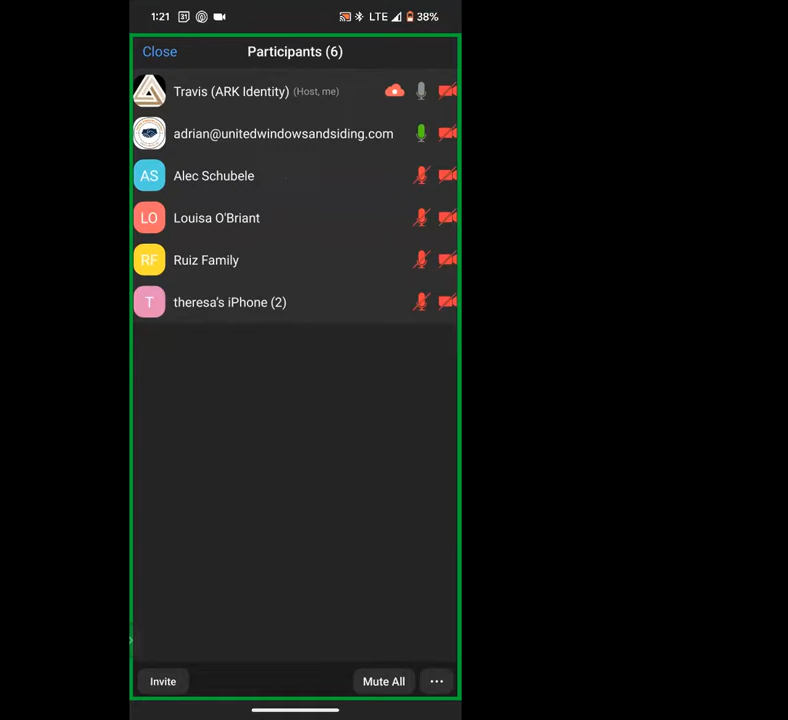 1:21 31 LTE 38%
Close Participants (6)
Travis (ARK Identity) (Host, me)
adrian@unitedwindowsandsiding.com
AS Alec Schubele
LO Louisa O'Briant
RF Ruiz Family
T theresa's iPhone (2)
Invite Mute All ...